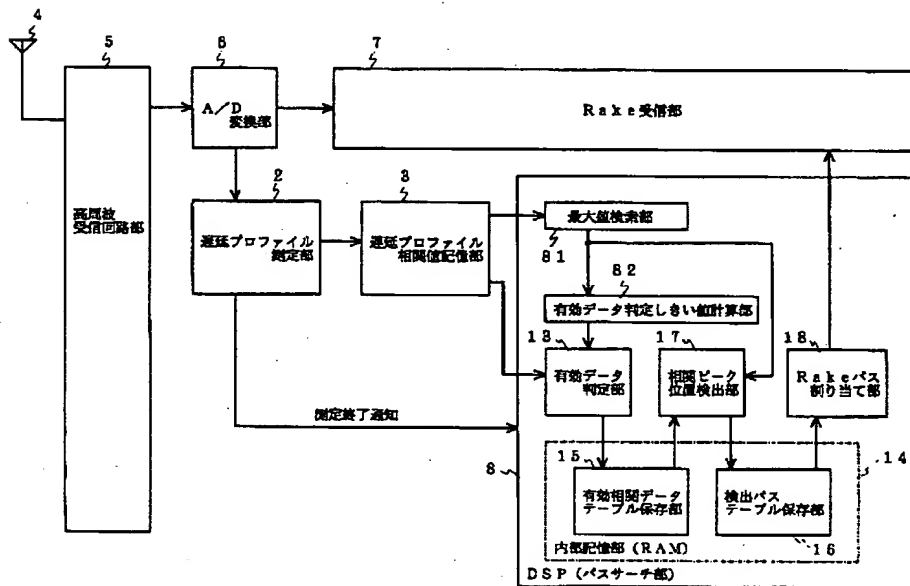 4
5
6
7
A/D
変換部
Rake受信部
高周波
受信回路部
2
3
遅延プロファイル
測定部
遅延プロファイル
相関値記憶部
最大値検索部
81
82
有効データ判定しきい値計算部
13
17
18
有効データ
判定部
相関ピーク
位置検出部
Rakeパス
割り当て部
測定終了通知
8
15
14
有効相関データ
テーブル保存部
検出パス
テーブル保存部
16
内部記憶部(RAM)
DSP(パスサーチ部)